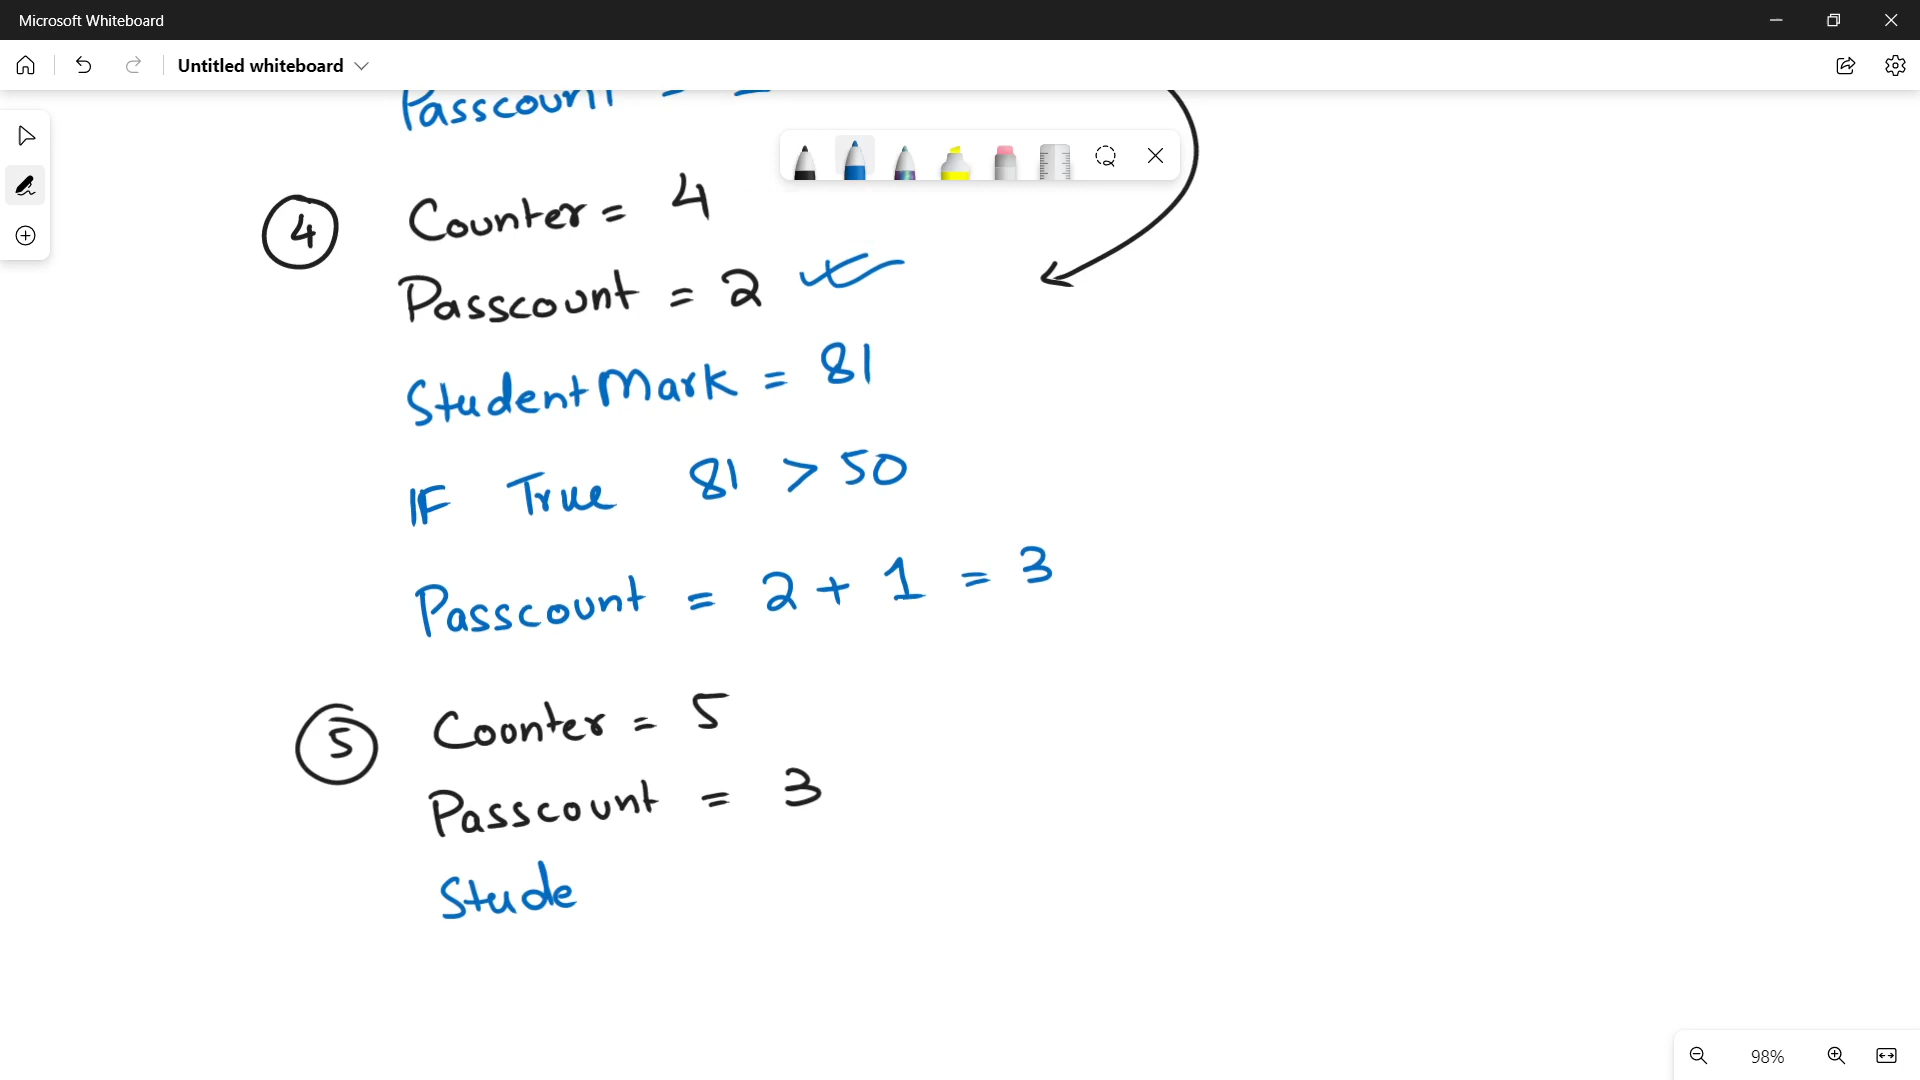 Microsoft Whiteboard
Untitled whiteboard
Passcount =
4 Counter = 4
Passcount = 2
StudentMark = 81
IF True 81 > 50
Passcount = 2 + 1 = 3
5 Coonter = 5
Passcount = 3
Stude
98%